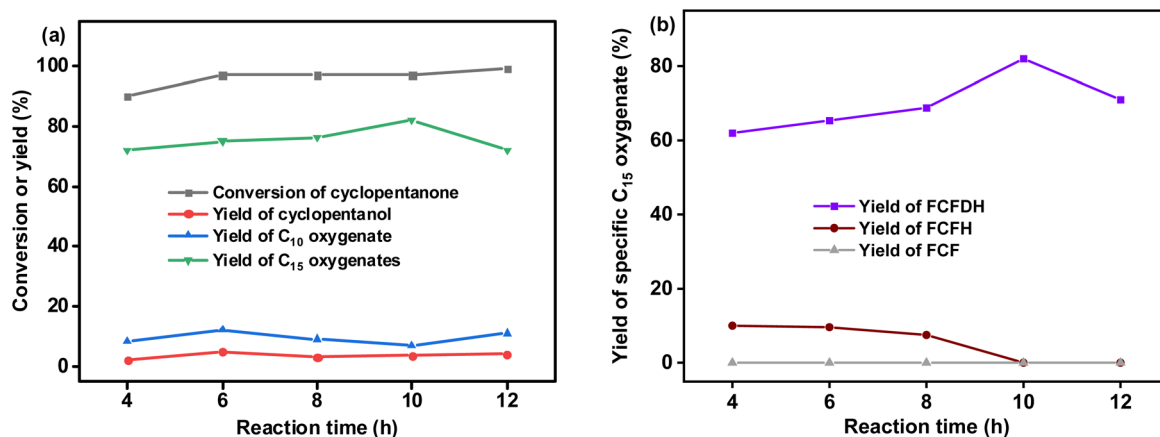 (a)
Conversion or yield (%)
100
80
60
40
20
0
Conversion of cyclopentanone
Yield of cyclopentanol
Yield of C₁₀ oxygenate
Yield of C₁₅ oxygenates
4 6 8 10 12
Reaction time (h)
(b)
Yield of specific C₁₅ oxygenate (%)
80
60
40
20
0
Yield of FCFDH
Yield of FCFH
Yield of FCF
4 6 8 10 12
Reaction time (h)